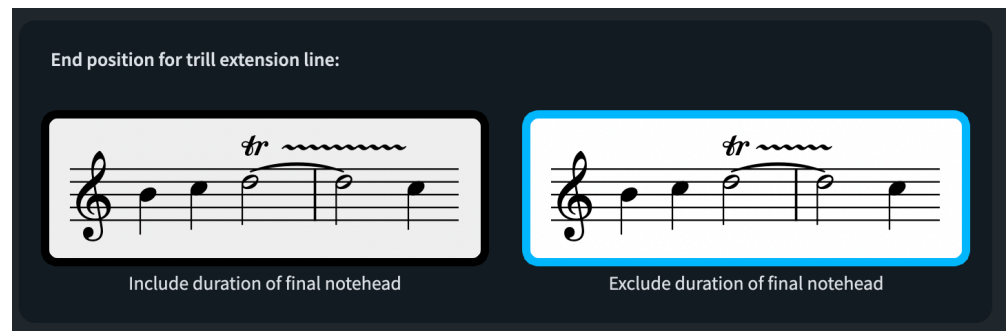 End position for trill extension line:
tr
tr
Include duration of final notehead
Exclude duration of final notehead